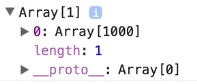 ▼ Array[1] i
▶ 0: Array[1000]
length: 1
▶ __proto__: Array[0]